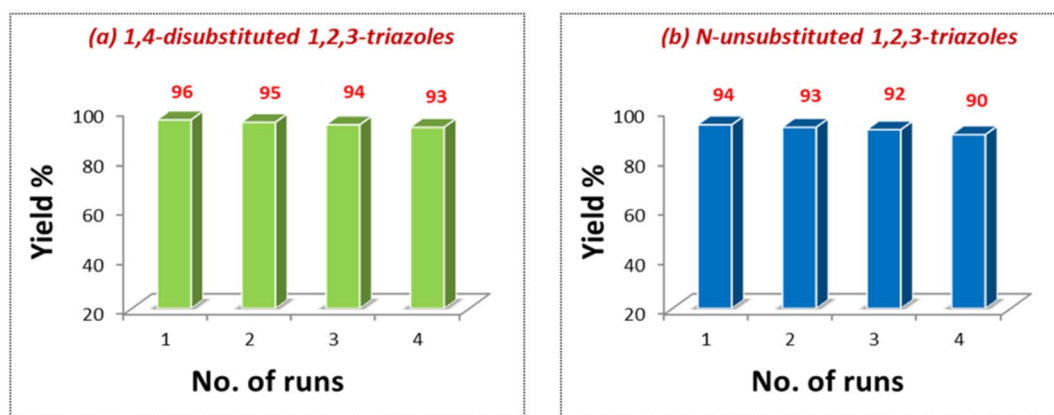 (a) 1,4-disubstituted 1,2,3-triazoles
96 95 94 93
100
80
60
40
20
Yield %
1 2 3 4
No. of runs
(b) N-unsubstituted 1,2,3-triazoles
94 93 92 90
100
80
60
40
20
Yield %
1 2 3 4
No. of runs